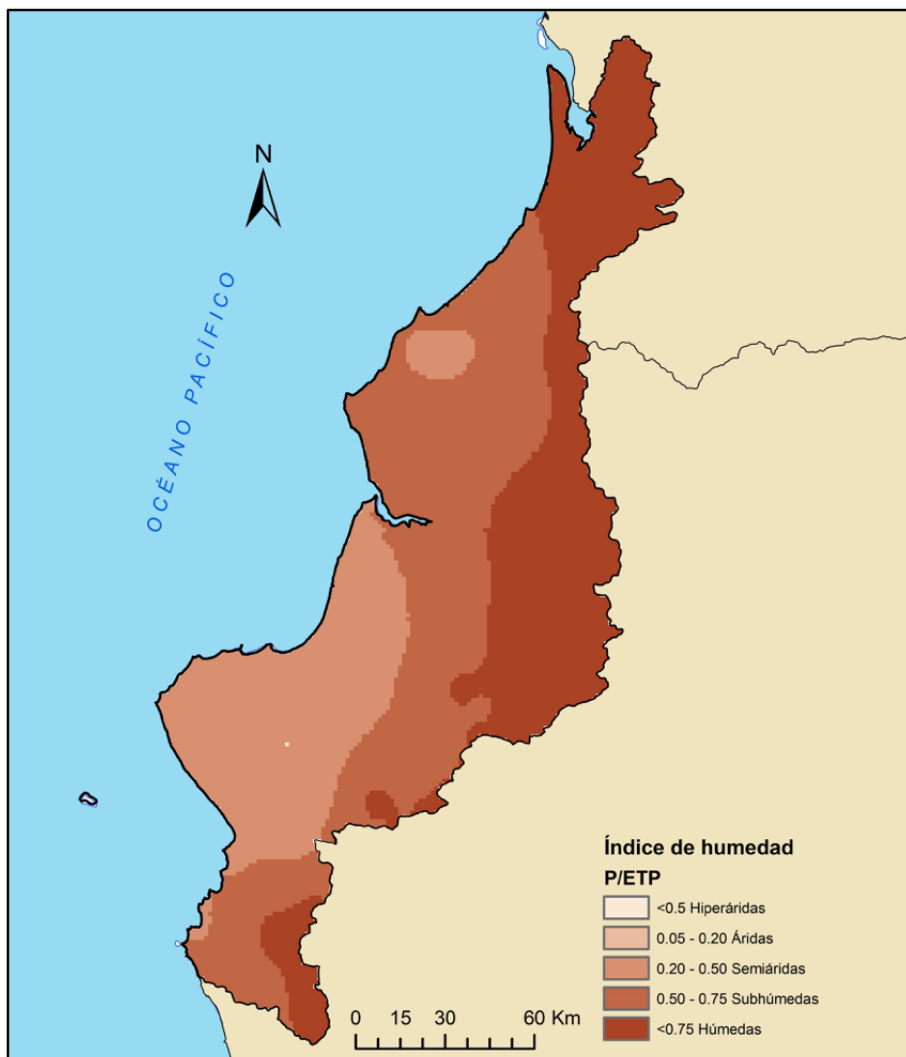 N
OCÉANO PACÍFICO
Índice de humedad
P/ETP
<0.5 Hiperáridas
0.05 - 0.20 Áridas
0.20 - 0.50 Semiáridas
0.50 - 0.75 Subhúmedas
<0.75 Húmedas
0 15 30 60 Km